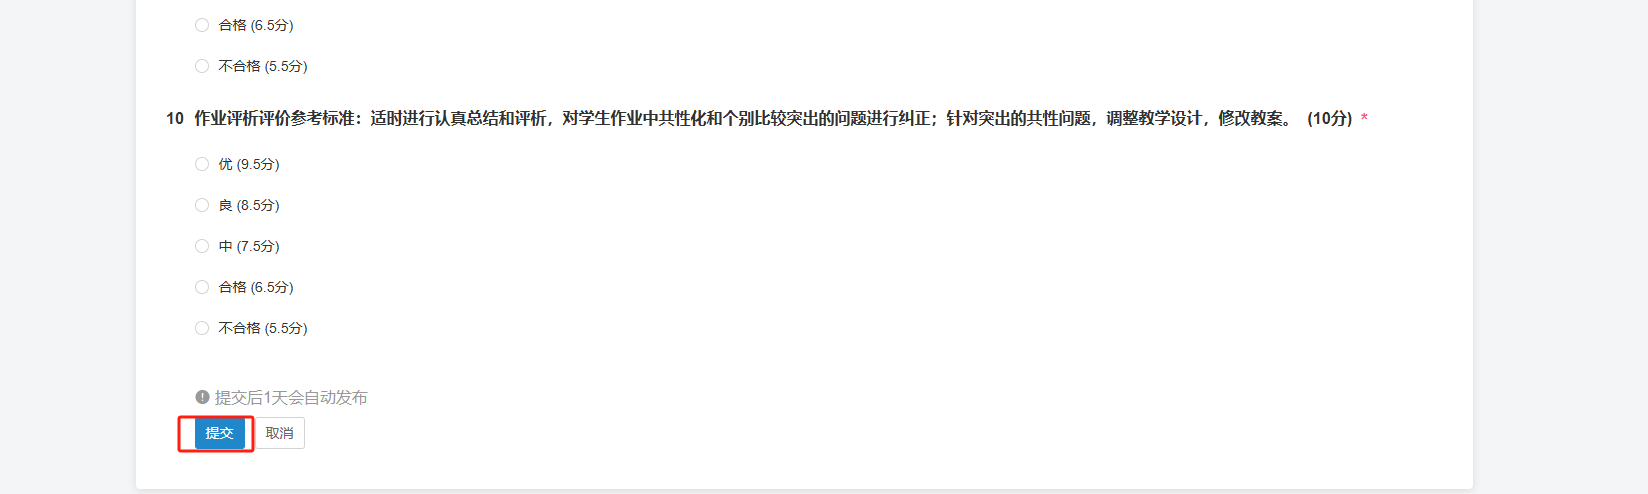 合格 (6.5分)
不合格 (5.5分)
10 作业评析评价参考标准：适时进行认真总结和评析，对学生作业中共性化和个别比较突出的问题进行纠正；针对突出的共性问题，调整教学设计，修改教案。 (10分) *
优 (9.5分)
良 (8.5分)
中 (7.5分)
合格 (6.5分)
不合格 (5.5分)
提交后1天会自动发布
提交 取消